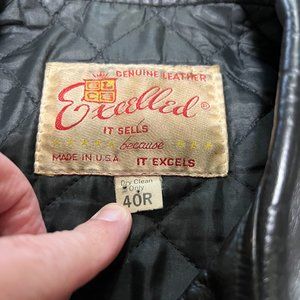 GENUINE LEATHER
Excelled®
IT SELLS
because
MADE IN U.S.A. IT EXCELS
Dry Clean
Only
40R